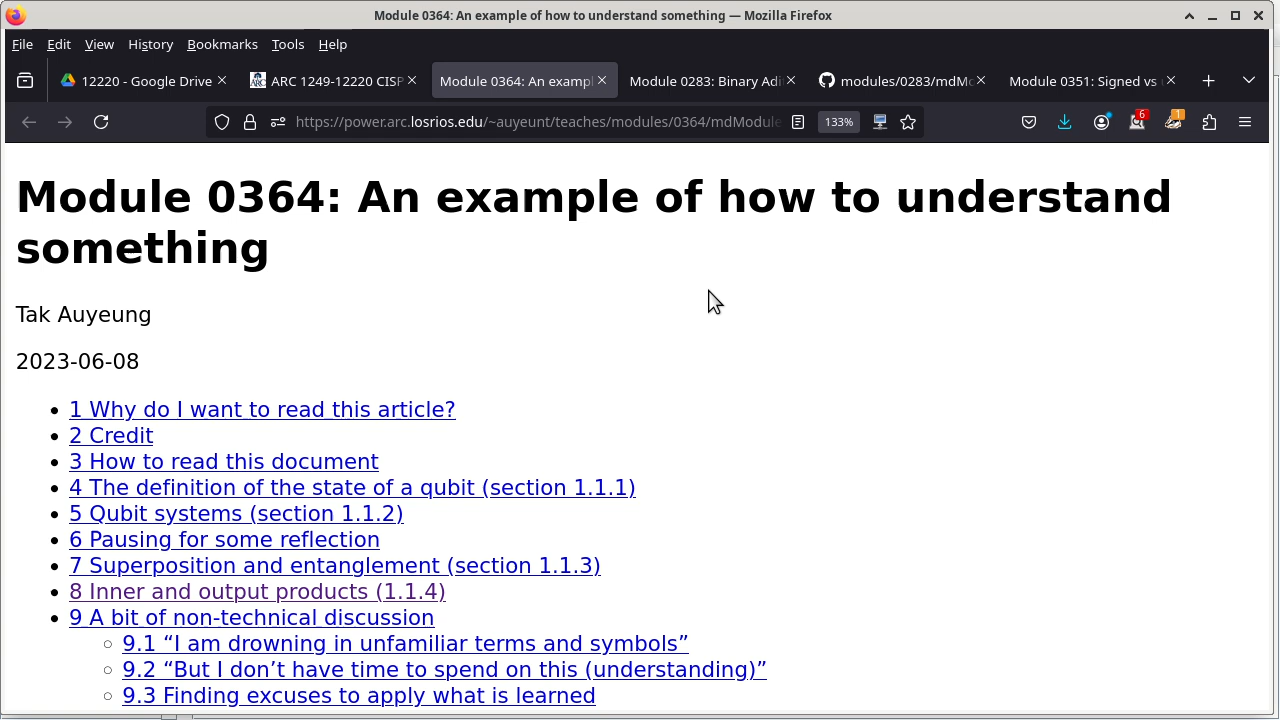 Module 0364: An example of how to understand something — Mozilla Firefox
File Edit View History Bookmarks Tools Help
12220 - Google Drive ARC 1249-12220 CISP Module 0364: An exampl Module 0283: Binary Adi modules/0283/mdMo Module 0351: Signed vs
https://power.arc.losrios.edu/~auyeunt/teaches/modules/0364/mdModule 133% 6 1
Module 0364: An example of how to understand
something
Tak Auyeung
2023-06-08
1 Why do I want to read this article?
2 Credit
3 How to read this document
4 The definition of the state of a qubit (section 1.1.1)
5 Qubit systems (section 1.1.2)
6 Pausing for some reflection
7 Superposition and entanglement (section 1.1.3)
8 Inner and output products (1.1.4)
9 A bit of non-technical discussion
9.1 “I am drowning in unfamiliar terms and symbols”
9.2 “But I don’t have time to spend on this (understanding)”
9.3 Finding excuses to apply what is learned